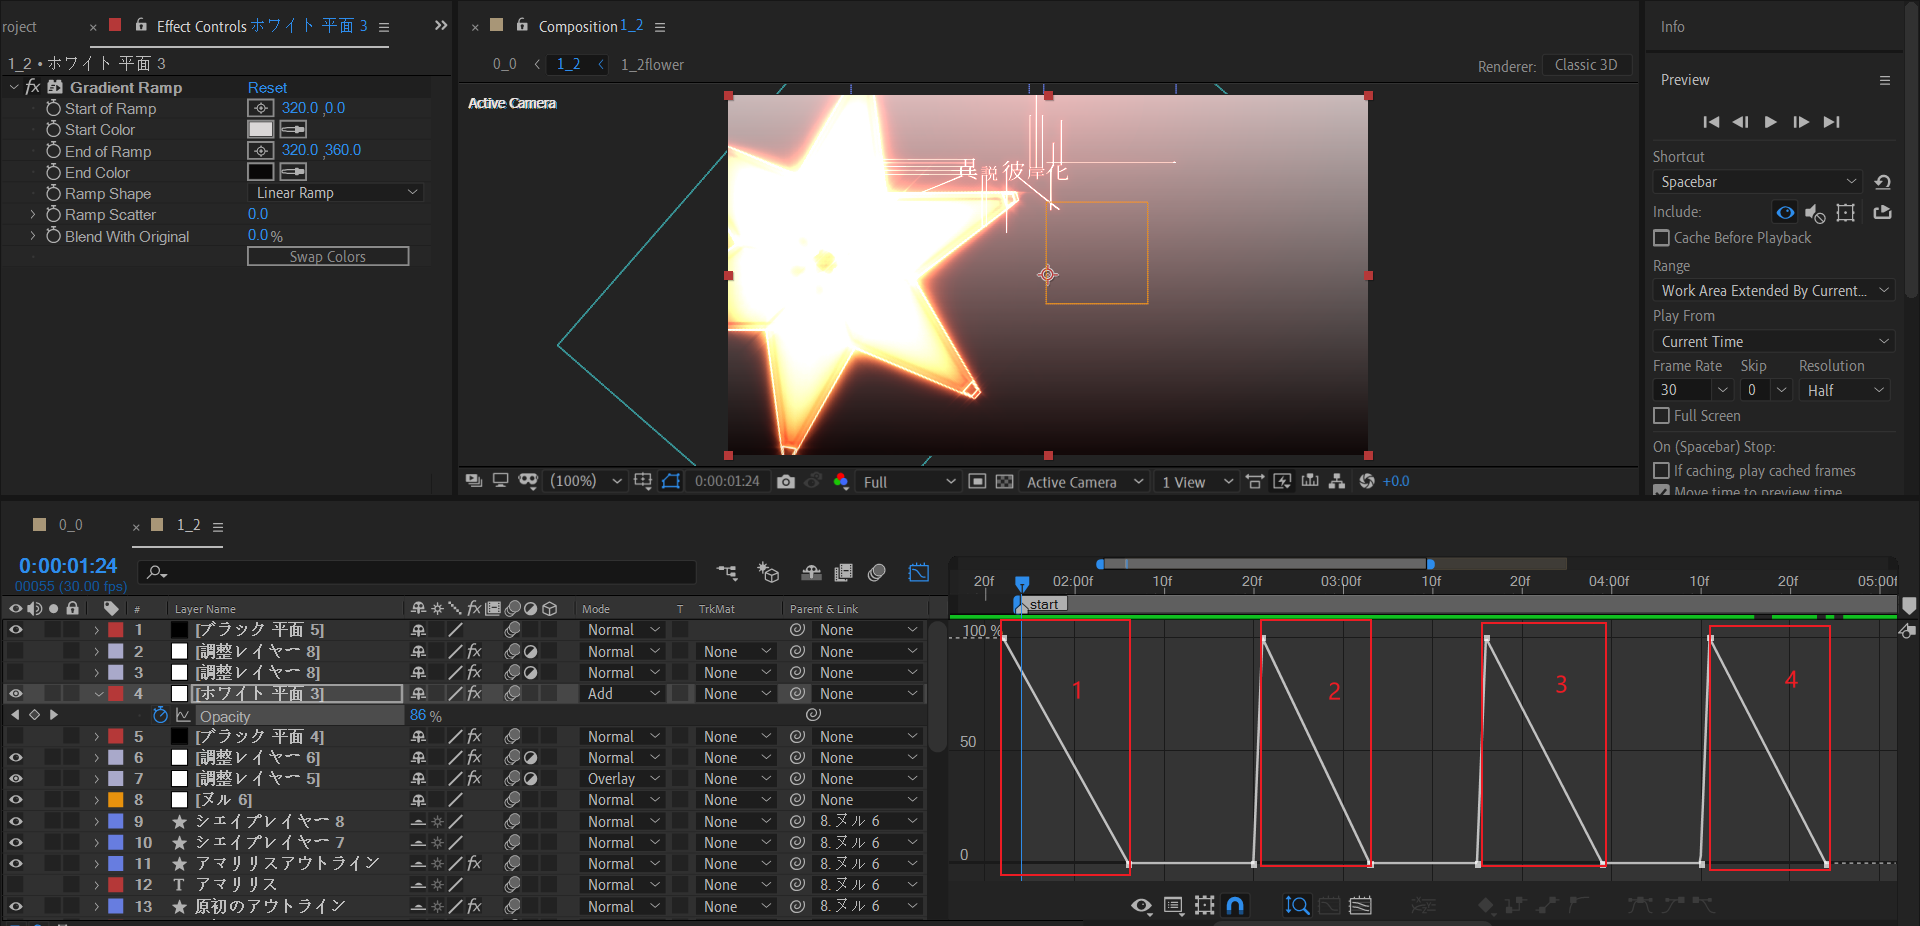 roject
Effect Controls ホワイト 平面 3
1_2 • ホワイト 平面 3
fx Gradient Ramp Reset
Start of Ramp 320.0 ,0.0
Start Color
End of Ramp 320.0 ,360.0
End Color
Ramp Shape Linear Ramp
Ramp Scatter 0.0
Blend With Original 0.0 %
Swap Colors
Composition 1_2
0_0 1_2 1_2flower
Renderer: Classic 3D
Active Camera
説 彼岸花
(100%) 0:00:01:24 Full Active Camera 1 View +0.0
Info
Preview
Shortcut
Spacebar
Include:
Cache Before Playback
Range
Work Area Extended By Current...
Play From
Current Time
Frame Rate Skip Resolution
30 0 Half
Full Screen
On (Spacebar) Stop:
If caching, play cached frames
Move time to preview time
0_0 1_2
0:00:01:24
00055 (30.00 fps)
# Layer Name fx Mode T TrkMat Parent & Link
1 [ブラック 平面 5] Normal None
2 [調整レイヤー 8] fx Normal None None
3 [調整レイヤー 8] fx Normal None None
4 [ホワイト 平面 3] fx Add None None
Opacity 86 %
5 [ブラック 平面 4] fx Normal None None
6 [調整レイヤー 6] fx Normal None None
7 [調整レイヤー 5] fx Overlay None None
8 [ヌル 6] Normal None None
9 シェイプレイヤー 8 Normal None 8. ヌル 6
10 シェイプレイヤー 7 Normal None 8. ヌル 6
11 アマリリスアウトライン fx Normal None 8. ヌル 6
12 T アマリリス Normal None 8. ヌル 6
13 原初のアウトライン fx Normal None 8. ヌル 6
20f 02:00f 10f 20f 03:00f 10f 20f 04:00f 10f 20f 05:00f
start
100 %
50
0
1
2
3
4